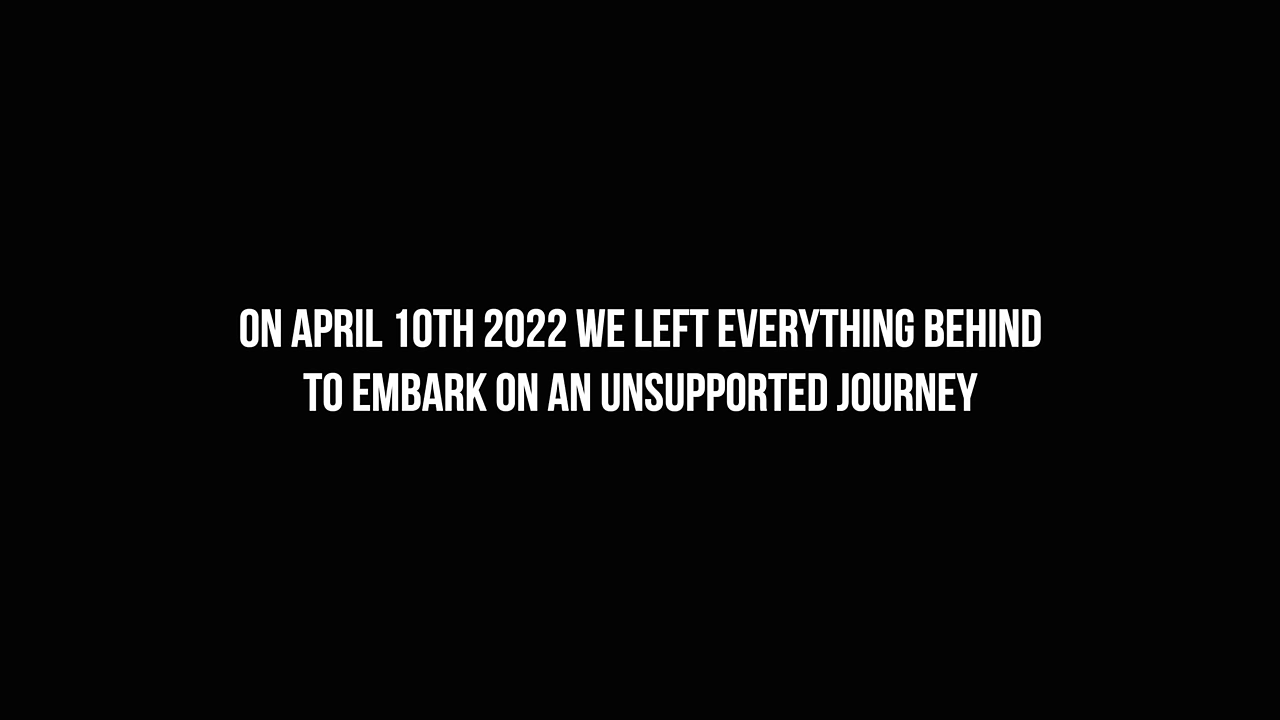 ON APRIL 10TH 2022 WE LEFT EVERYTHING BEHIND
TO EMBARK ON AN UNSUPPORTED JOURNEY